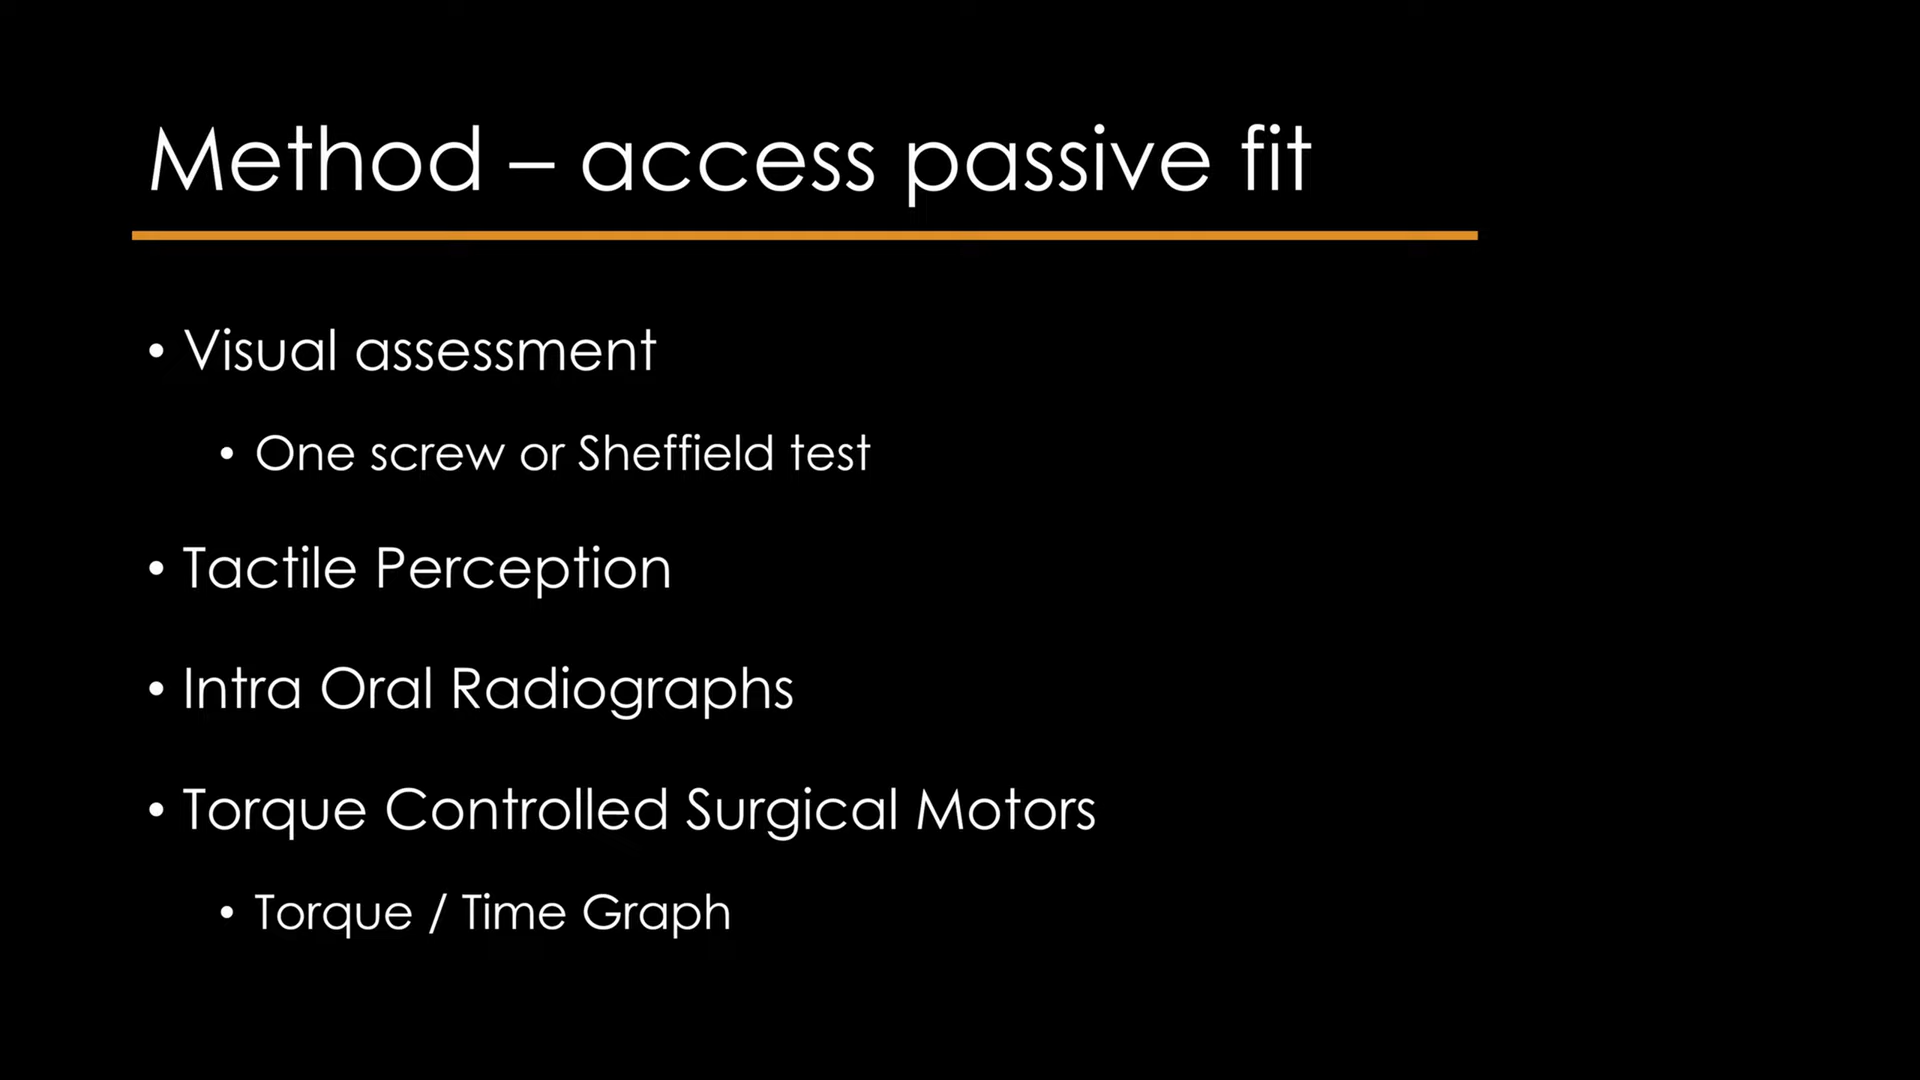 Method – access passive fit
• Visual assessment
• One screw or Sheffield test
• Tactile Perception
• Intra Oral Radiographs
• Torque Controlled Surgical Motors
• Torque / Time Graph